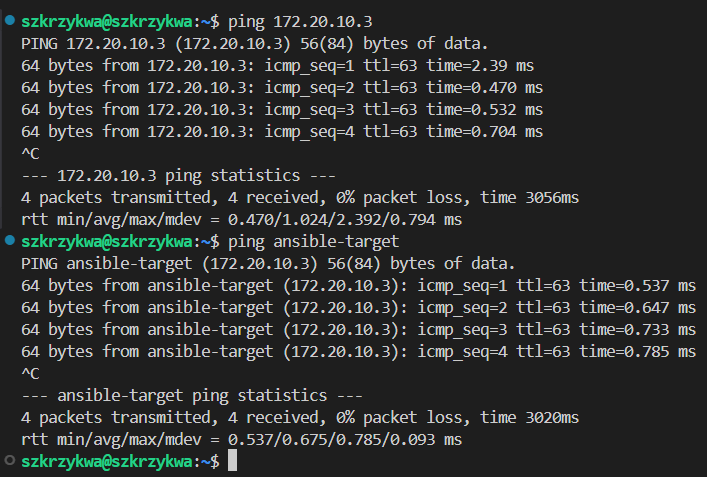 szkrzykwa@szkrzykwa:~$ ping 172.20.10.3
PING 172.20.10.3 (172.20.10.3) 56(84) bytes of data.
64 bytes from 172.20.10.3: icmp_seq=1 ttl=63 time=2.39 ms
64 bytes from 172.20.10.3: icmp_seq=2 ttl=63 time=0.470 ms
64 bytes from 172.20.10.3: icmp_seq=3 ttl=63 time=0.532 ms
64 bytes from 172.20.10.3: icmp_seq=4 ttl=63 time=0.704 ms
^C
--- 172.20.10.3 ping statistics ---
4 packets transmitted, 4 received, 0% packet loss, time 3056ms
rtt min/avg/max/mdev = 0.470/1.024/2.392/0.794 ms
szkrzykwa@szkrzykwa:~$ ping ansible-target
PING ansible-target (172.20.10.3) 56(84) bytes of data.
64 bytes from ansible-target (172.20.10.3): icmp_seq=1 ttl=63 time=0.537 ms
64 bytes from ansible-target (172.20.10.3): icmp_seq=2 ttl=63 time=0.647 ms
64 bytes from ansible-target (172.20.10.3): icmp_seq=3 ttl=63 time=0.733 ms
64 bytes from ansible-target (172.20.10.3): icmp_seq=4 ttl=63 time=0.785 ms
^C
--- ansible-target ping statistics ---
4 packets transmitted, 4 received, 0% packet loss, time 3020ms
rtt min/avg/max/mdev = 0.537/0.675/0.785/0.093 ms
szkrzykwa@szkrzykwa:~$